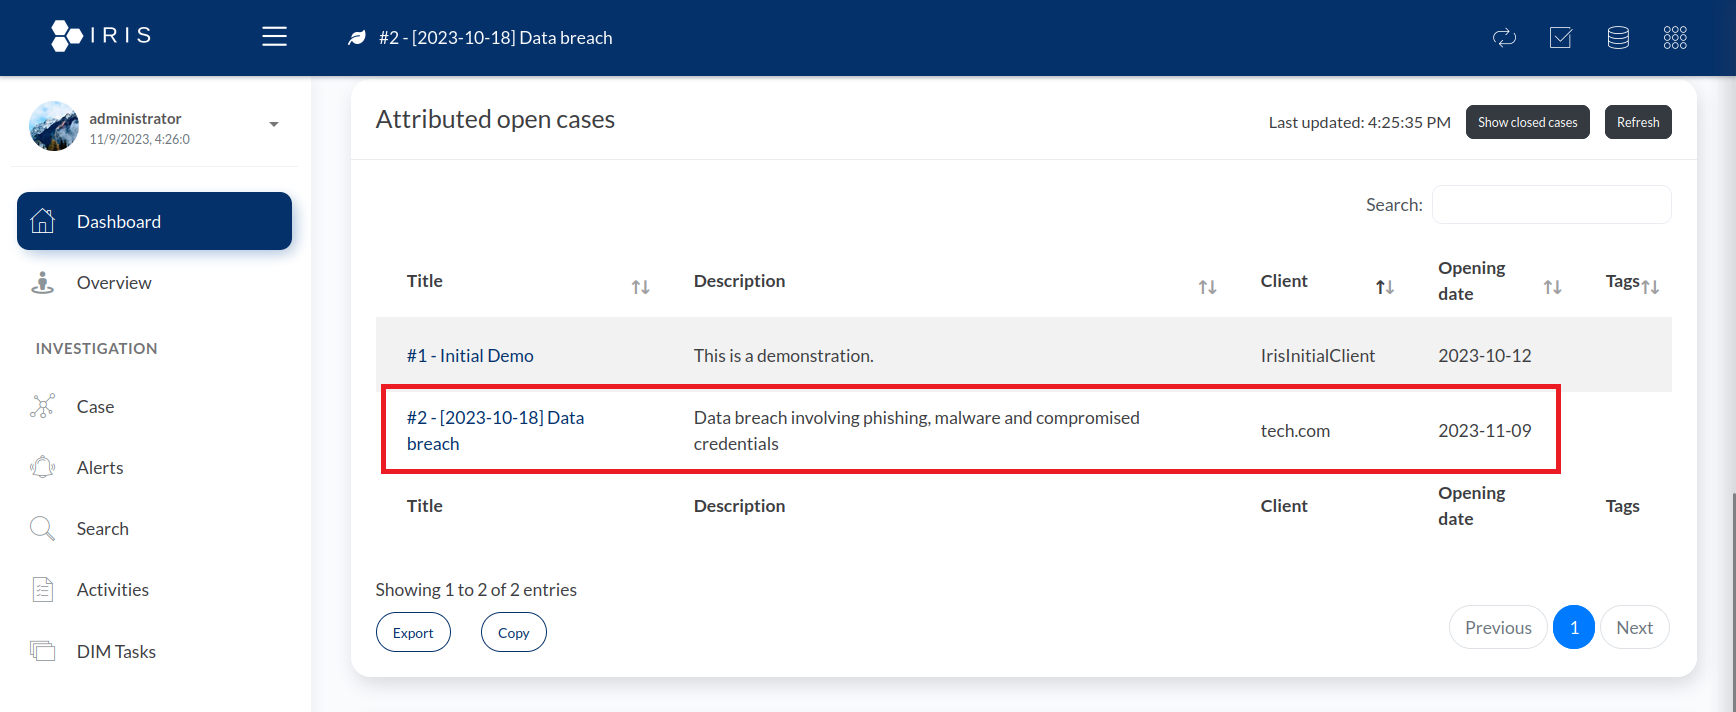 IRIS
#2 - [2023-10-18] Data breach
administrator
11/9/2023, 4:26:0
Dashboard
Overview
INVESTIGATION
Case
Alerts
Search
Activities
DIM Tasks
Attributed open cases
Last updated: 4:25:35 PM
Show closed cases
Refresh
Search:
Title Description Client Opening date Tags
#1 - Initial Demo This is a demonstration. IrisInitialClient 2023-10-12
#2 - [2023-10-18] Data breach Data breach involving phishing, malware and compromised credentials tech.com 2023-11-09
Title Description Client Opening date Tags
Showing 1 to 2 of 2 entries
Export Copy
Previous 1 Next